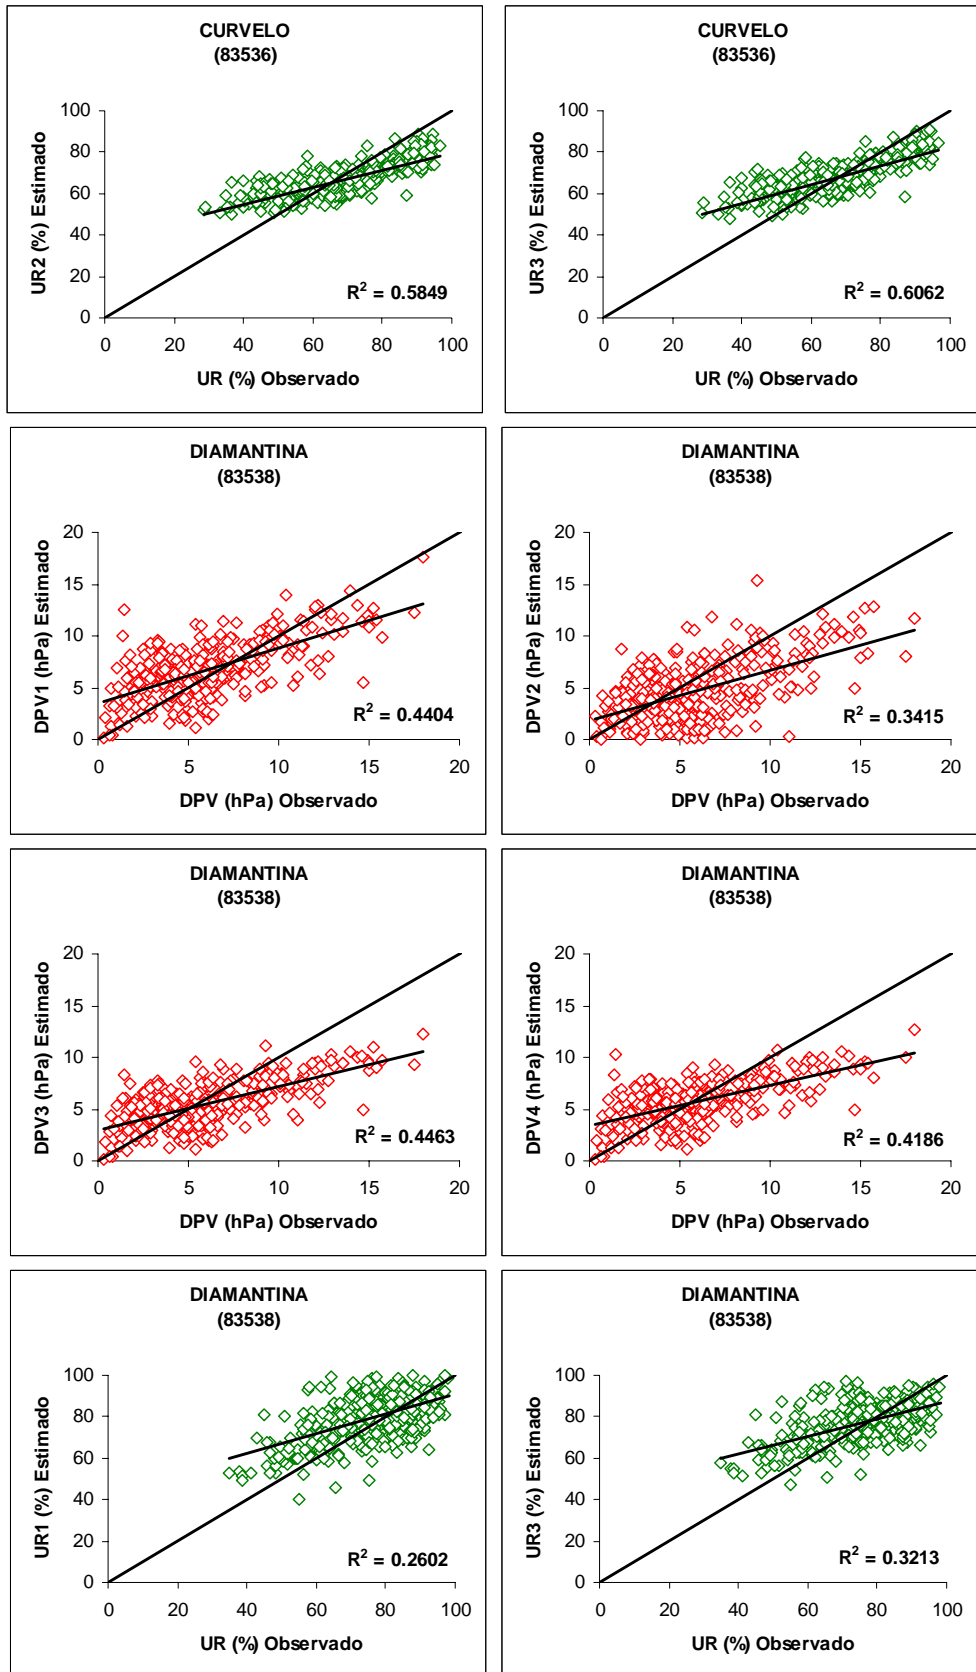 CURVELO
(83536)
100
80
60
40
20
0
UR2 (%) Estimado
R² = 0.5849
0 20 40 60 80 100
UR (%) Observado
CURVELO
(83536)
100
80
60
40
20
0
UR3 (%) Estimado
R² = 0.6062
0 20 40 60 80 100
UR (%) Observado
DIAMANTINA
(83538)
20
15
10
5
0
DPV1 (hPa) Estimado
R² = 0.4404
0 5 10 15 20
DPV (hPa) Observado
DIAMANTINA
(83538)
20
15
10
5
0
DPV2 (hPa) Estimado
R² = 0.3415
0 5 10 15 20
DPV (hPa) Observado
DIAMANTINA
(83538)
20
15
10
5
0
DPV3 (hPa) Estimado
R² = 0.4463
0 5 10 15 20
DPV (hPa) Observado
DIAMANTINA
(83538)
20
15
10
5
0
DPV4 (hPa) Estimado
R² = 0.4186
0 5 10 15 20
DPV (hPa) Observado
DIAMANTINA
(83538)
100
80
60
40
20
0
UR1 (%) Estimado
R² = 0.2602
0 20 40 60 80 100
UR (%) Observado
DIAMANTINA
(83538)
100
80
60
40
20
0
UR3 (%) Estimado
R² = 0.3213
0 20 40 60 80 100
UR (%) Observado